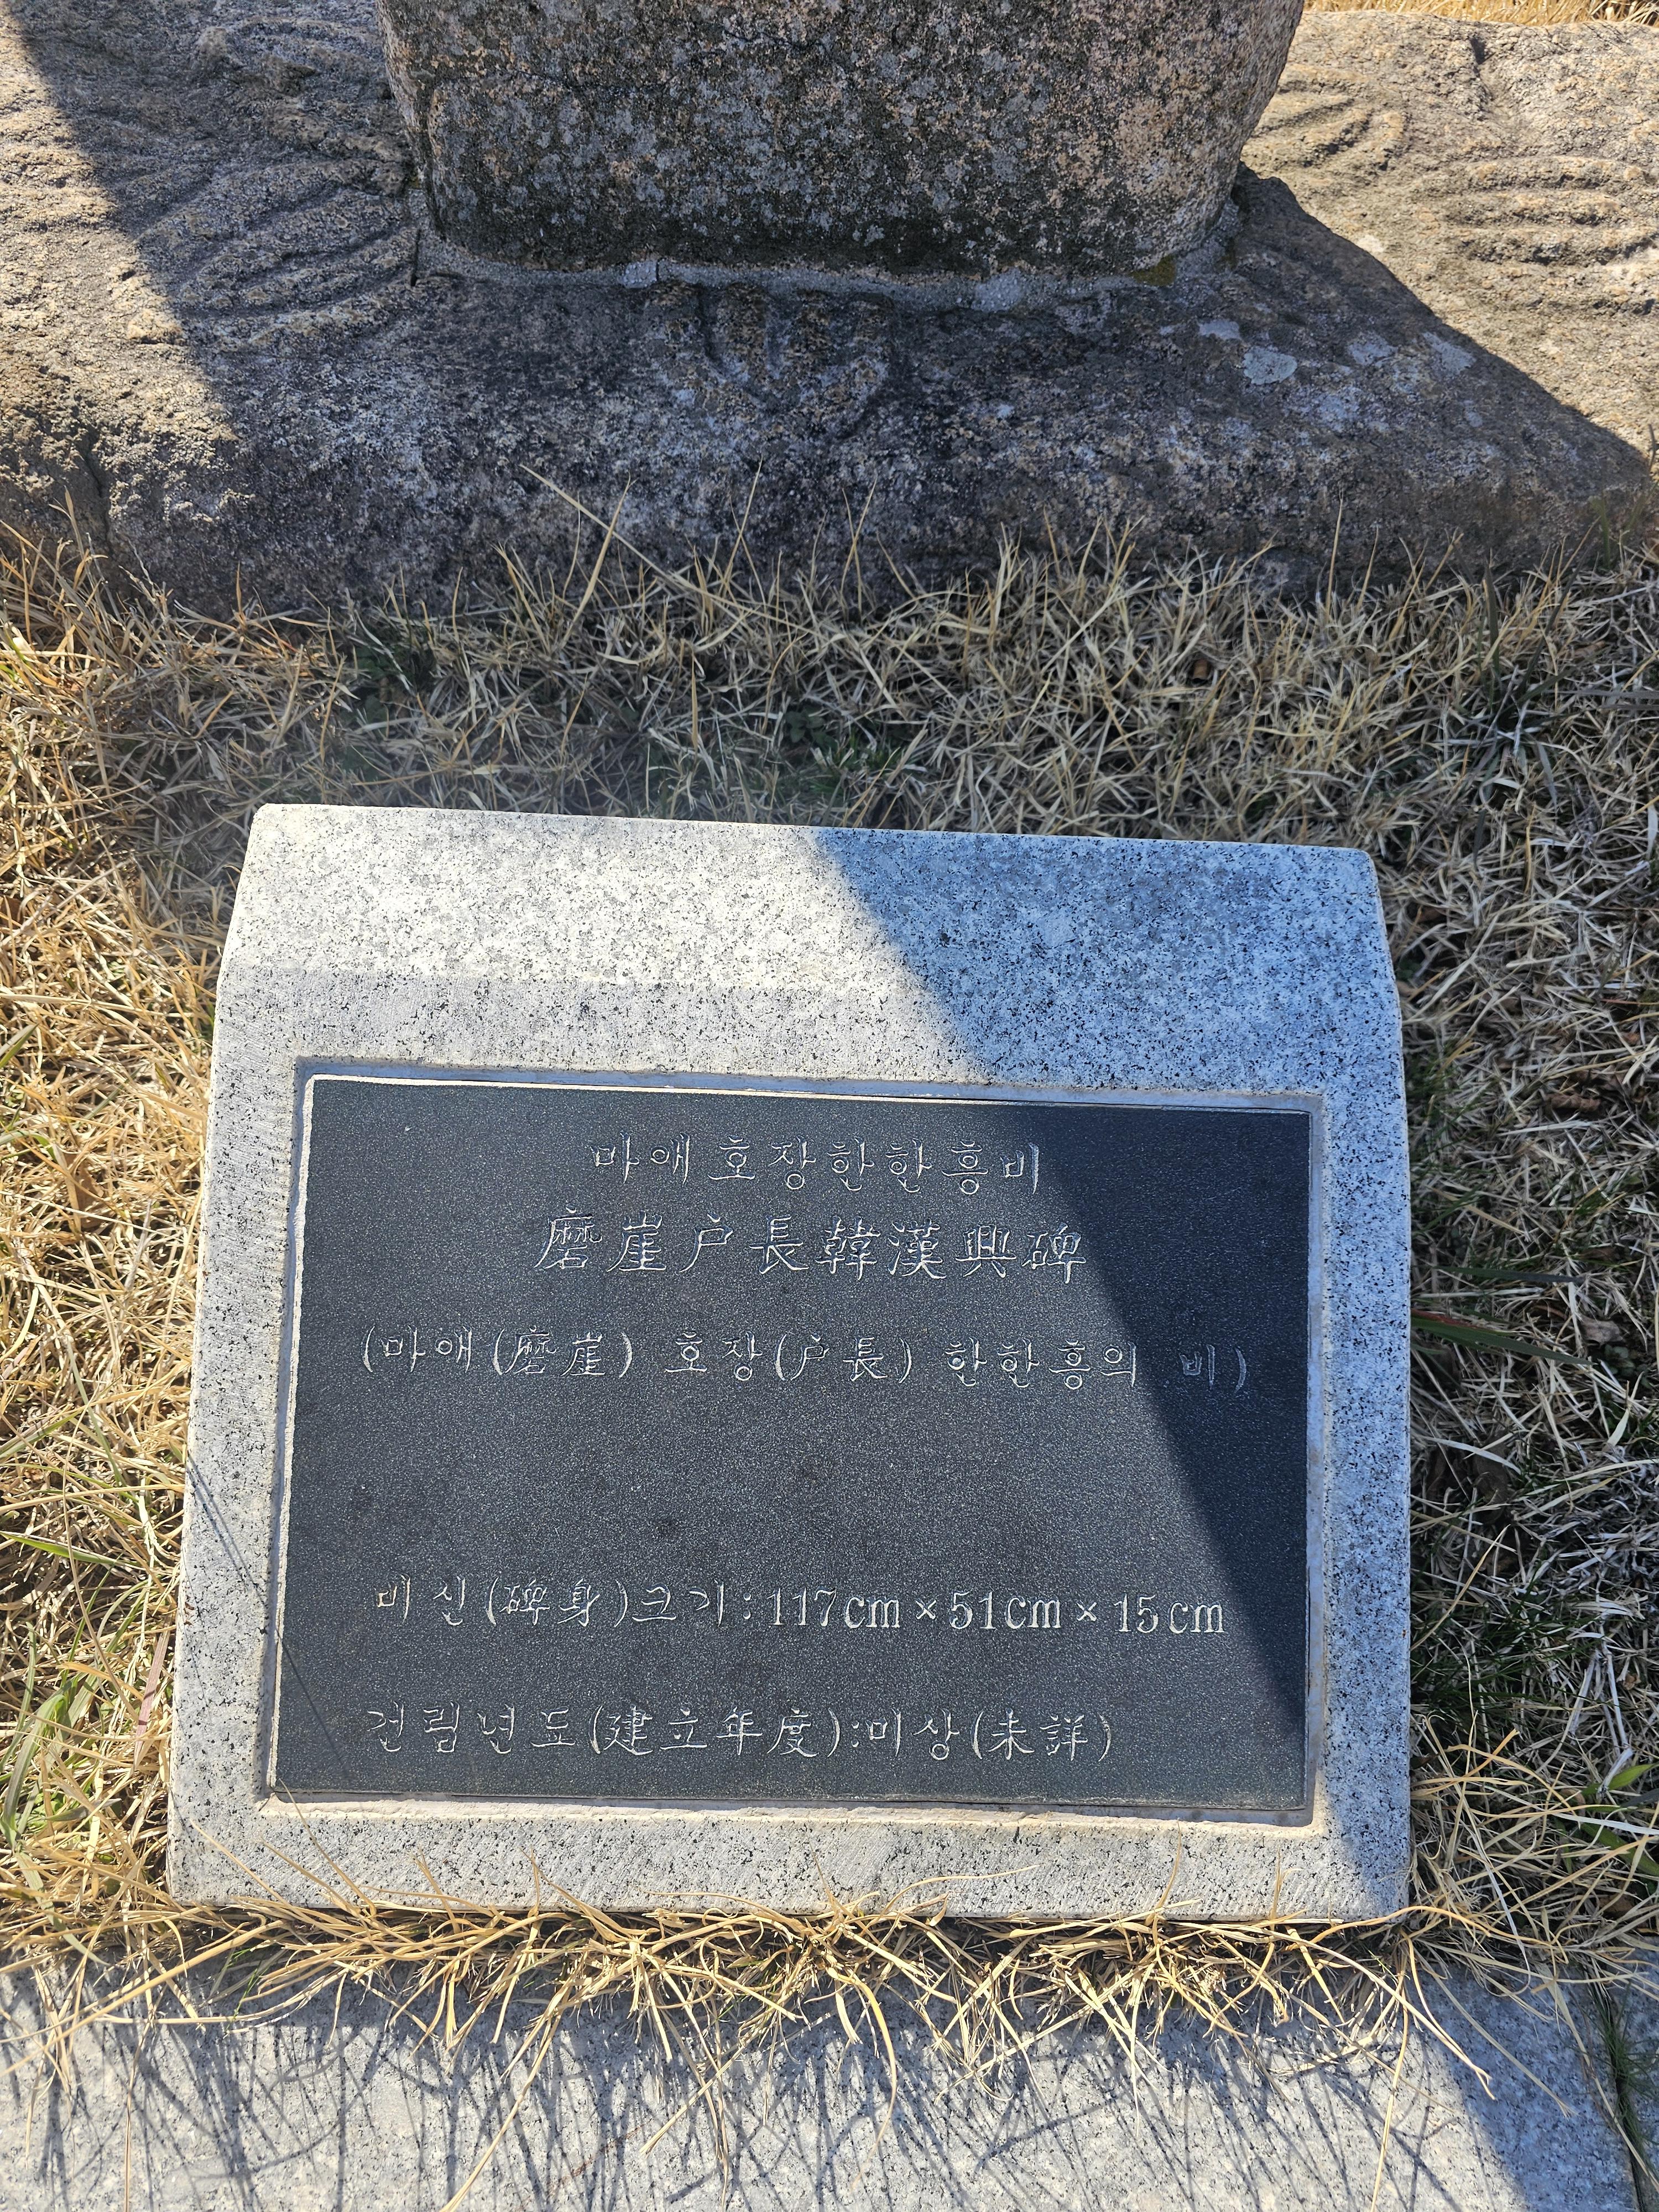 마애호장한한흥비
磨崖戶長韓漢興碑
(마애(磨崖) 호장(戶長) 한한흥의 비)
비신(碑身)크기:117cm×51cm×15cm
건립년도(建立年度):미상(未詳)